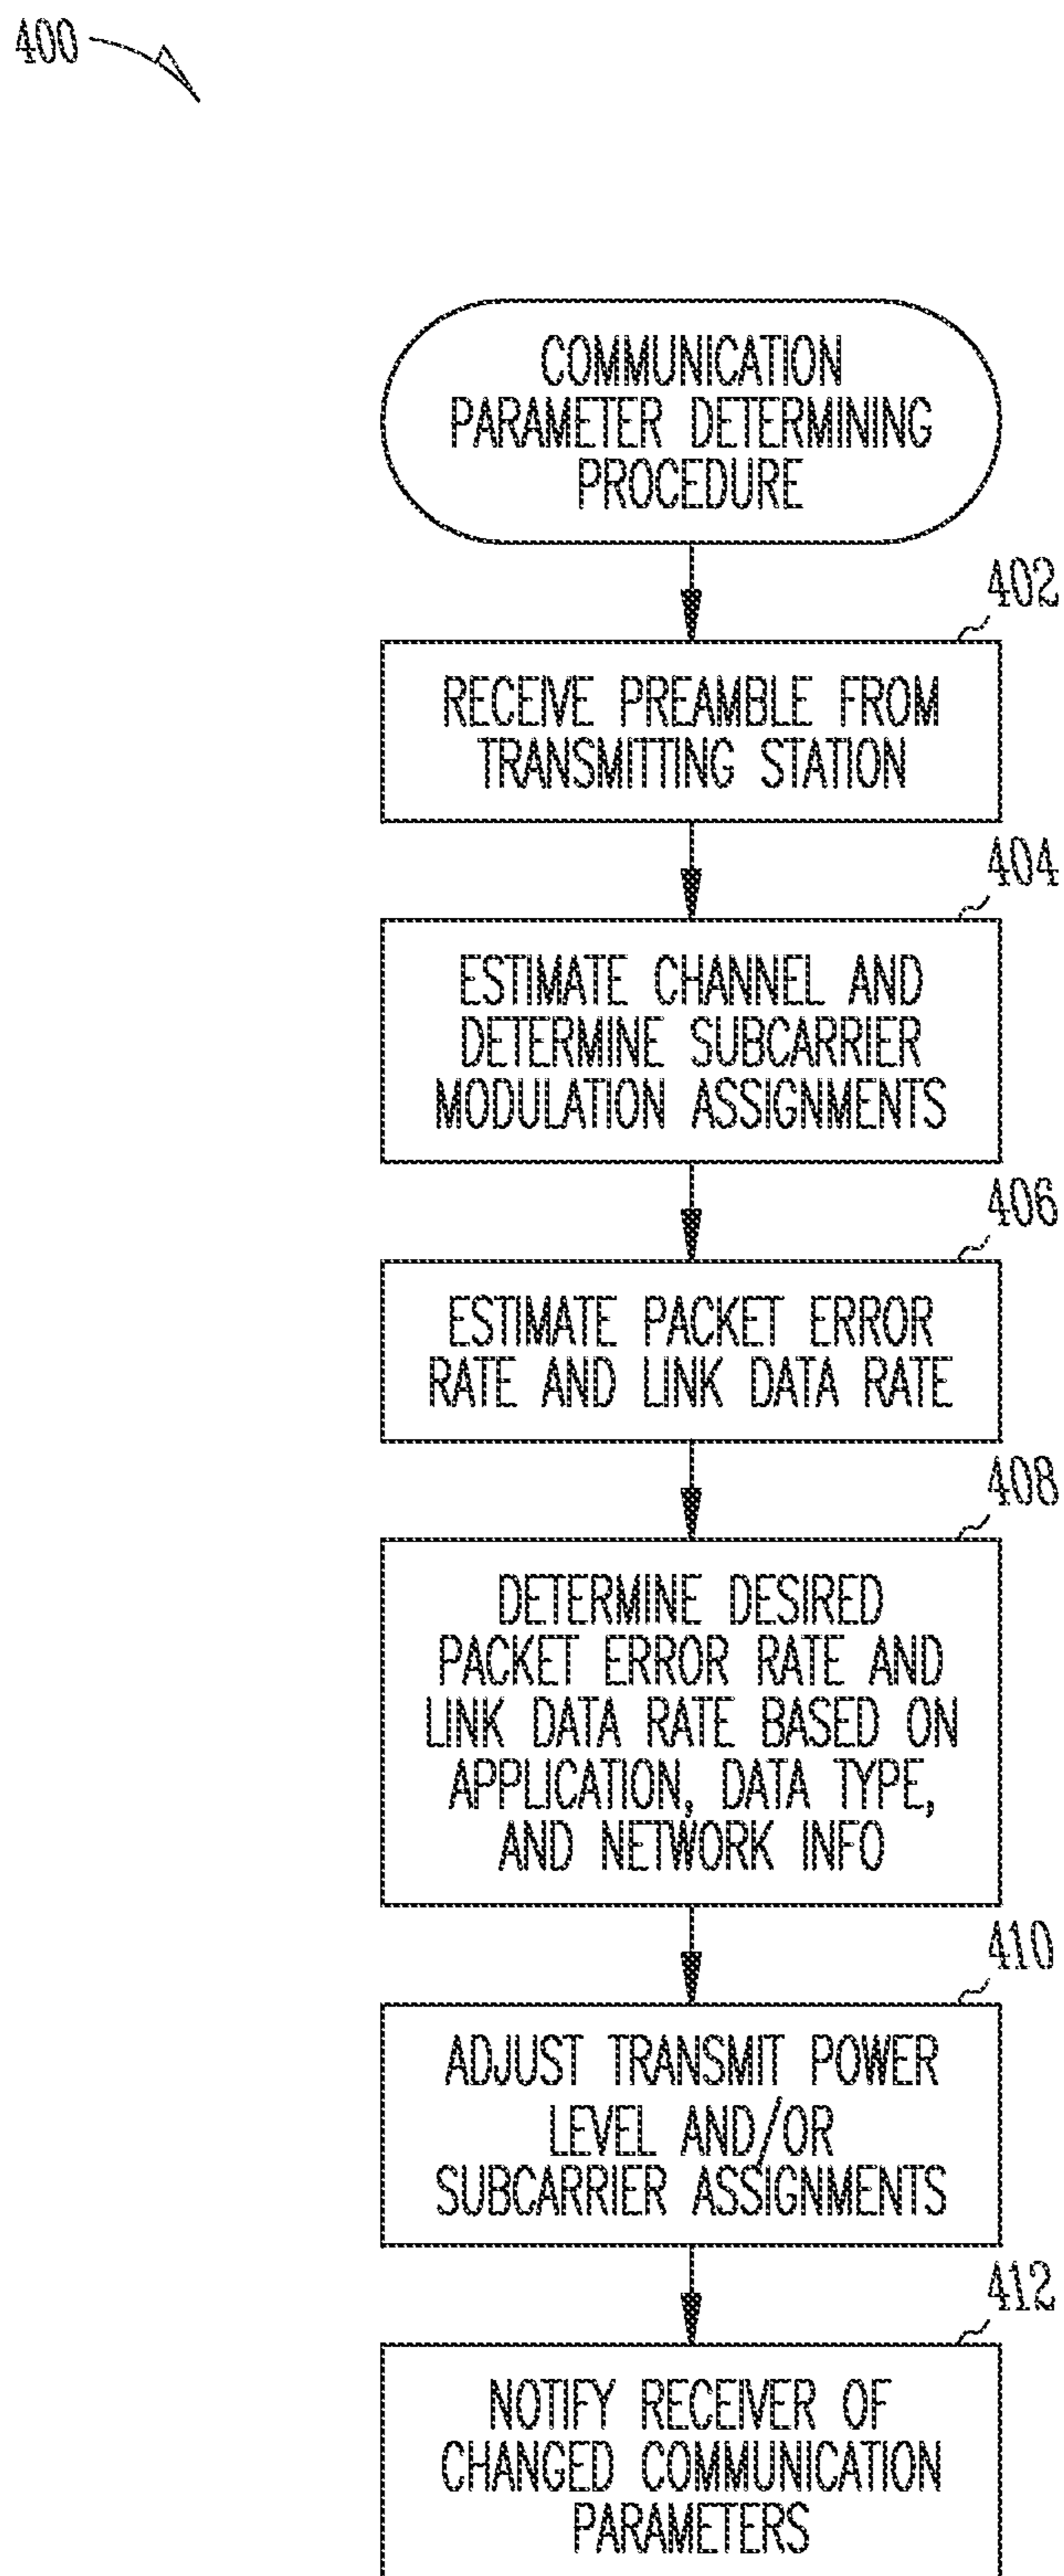 400
COMMUNICATION
PARAMETER DETERMINING
PROCEDURE
402
RECEIVE PREAMBLE FROM
TRANSMITTING STATION
404
ESTIMATE CHANNEL AND
DETERMINE SUBCARRIER
MODULATION ASSIGNMENTS
406
ESTIMATE PACKET ERROR
RATE AND LINK DATA RATE
408
DETERMINE DESIRED
PACKET ERROR RATE AND
LINK DATA RATE BASED ON
APPLICATION, DATA TYPE,
AND NETWORK INFO
410
ADJUST TRANSMIT POWER
LEVEL AND/OR
SUBCARRIER ASSIGNMENTS
412
NOTIFY RECEIVER OF
CHANGED COMMUNICATION
PARAMETERS